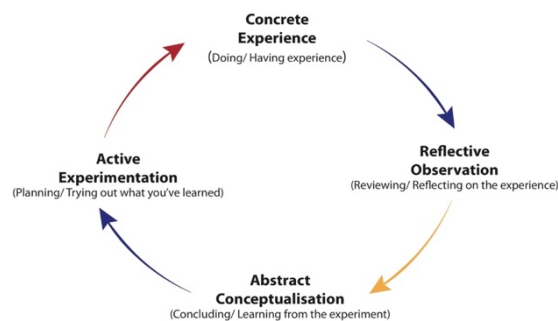 Concrete
Experience
(Doing/ Having experience)
Reflective
Observation
(Reviewing/ Reflecting on the experience)
Abstract
Conceptualisation
(Concluding/ Learning from the experiment)
Active
Experimentation
(Planning/ Trying out what you've learned)